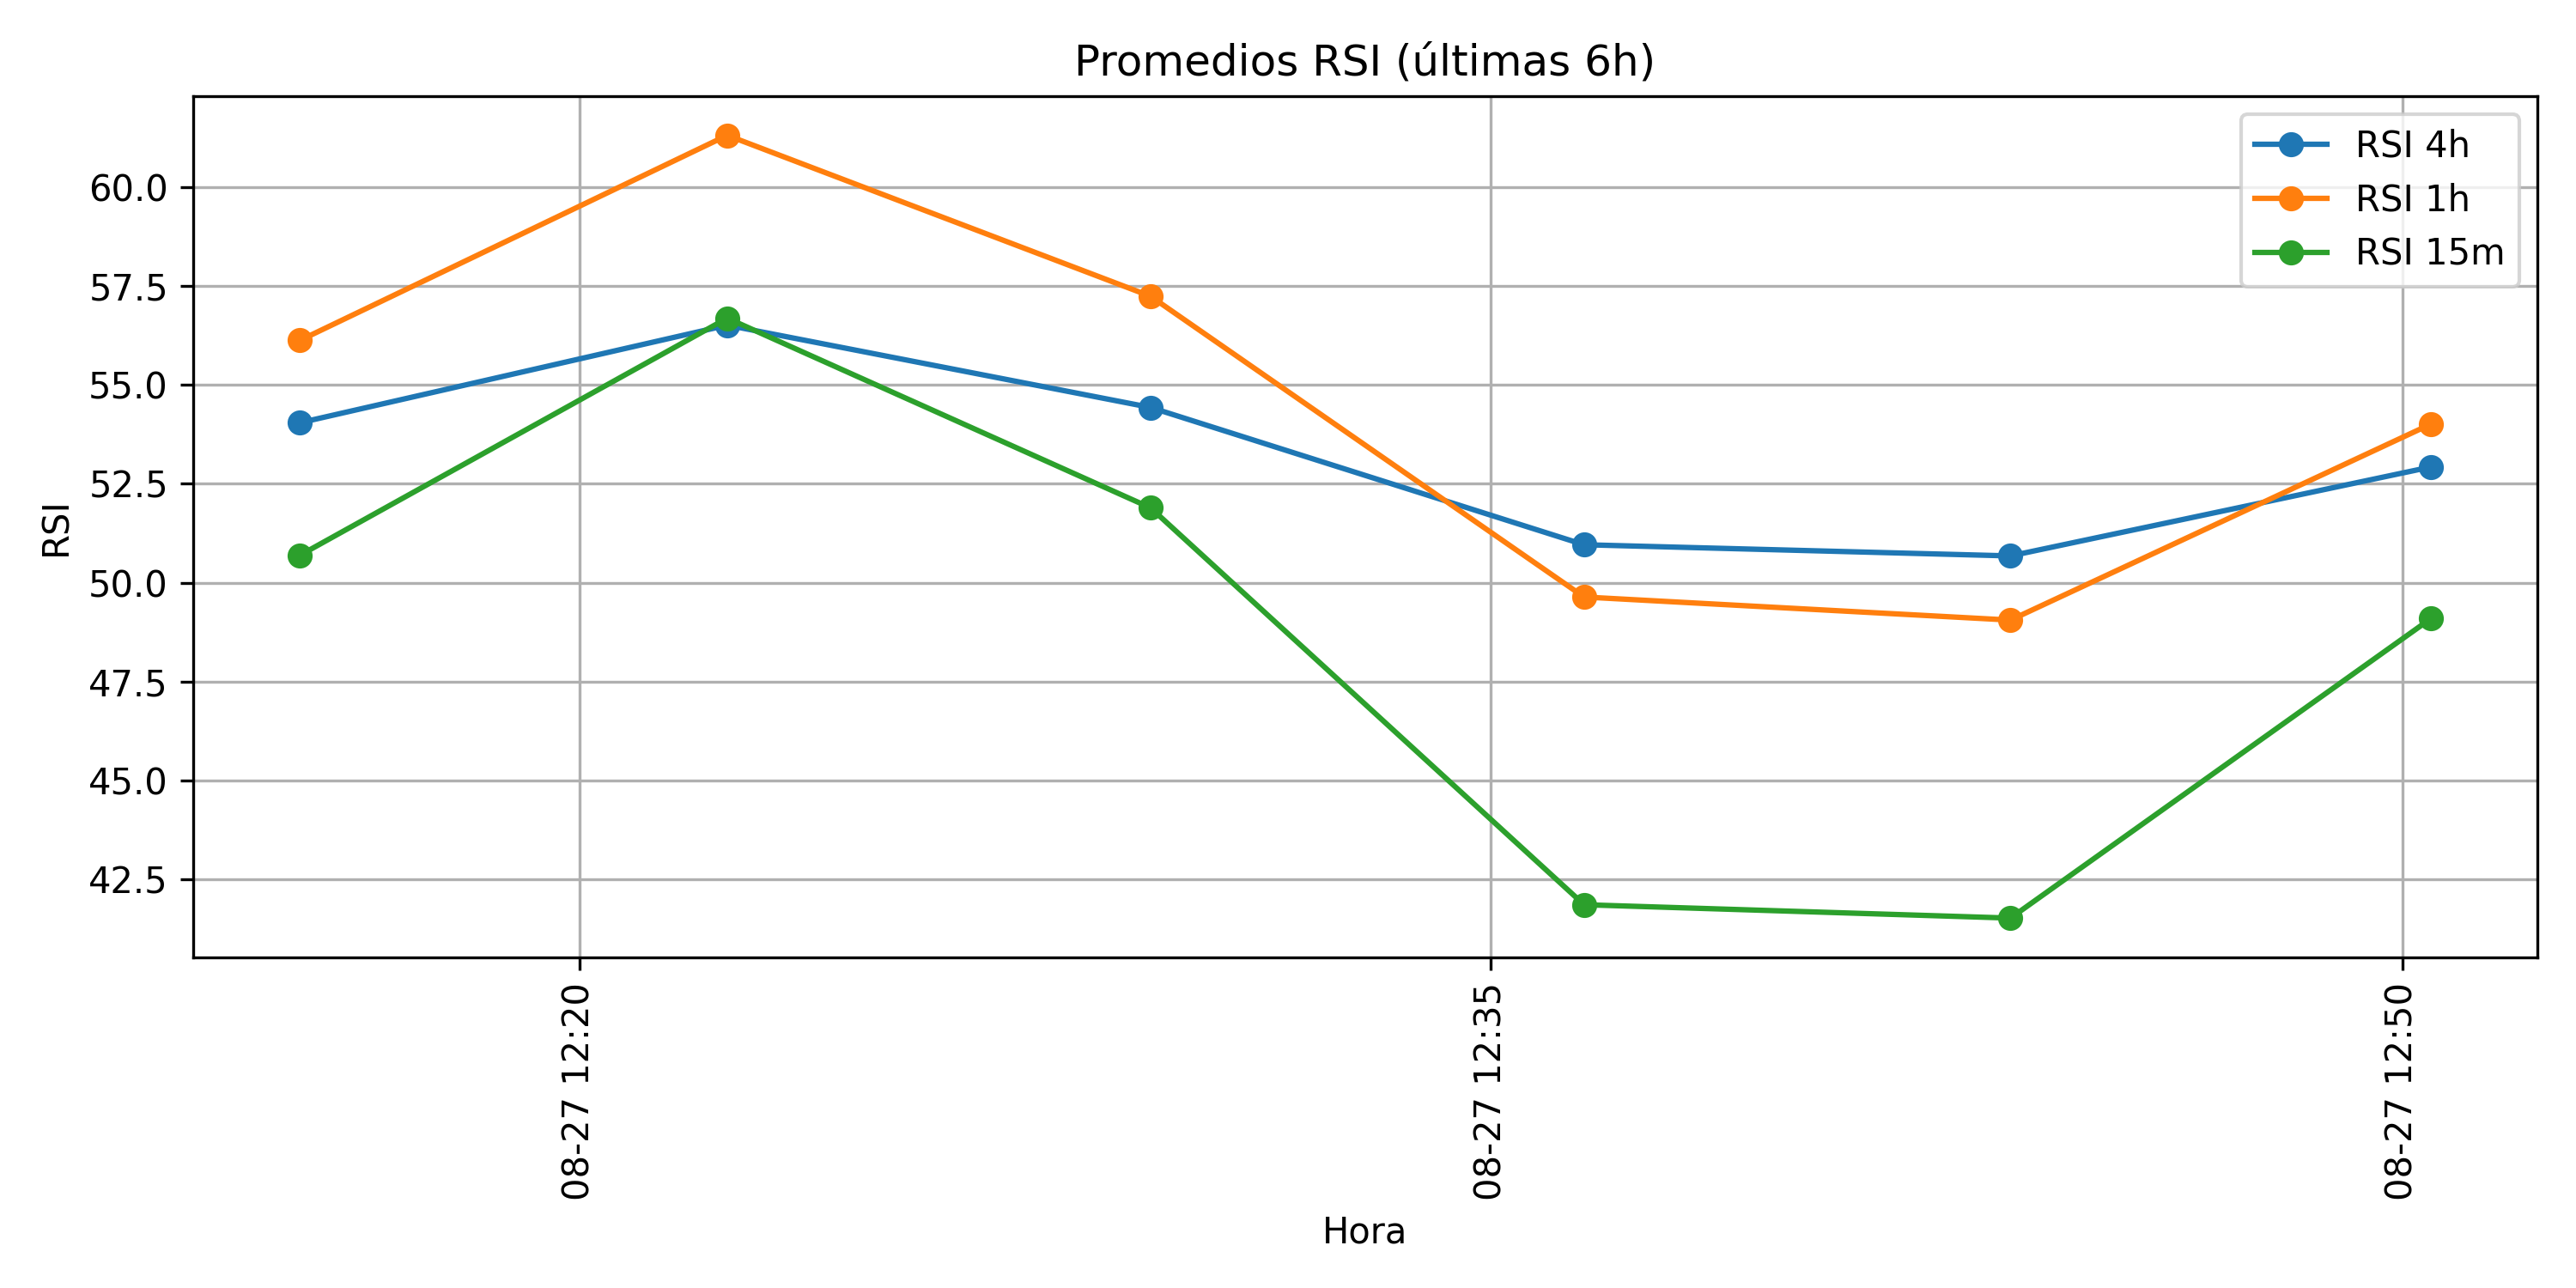 Promedios RSI (últimas 6h)
RSI 4h
RSI 1h
RSI 15m
60.0
57.5
55.0
52.5
50.0
47.5
45.0
42.5
RSI
08-27 12:20
08-27 12:35
08-27 12:50
Hora